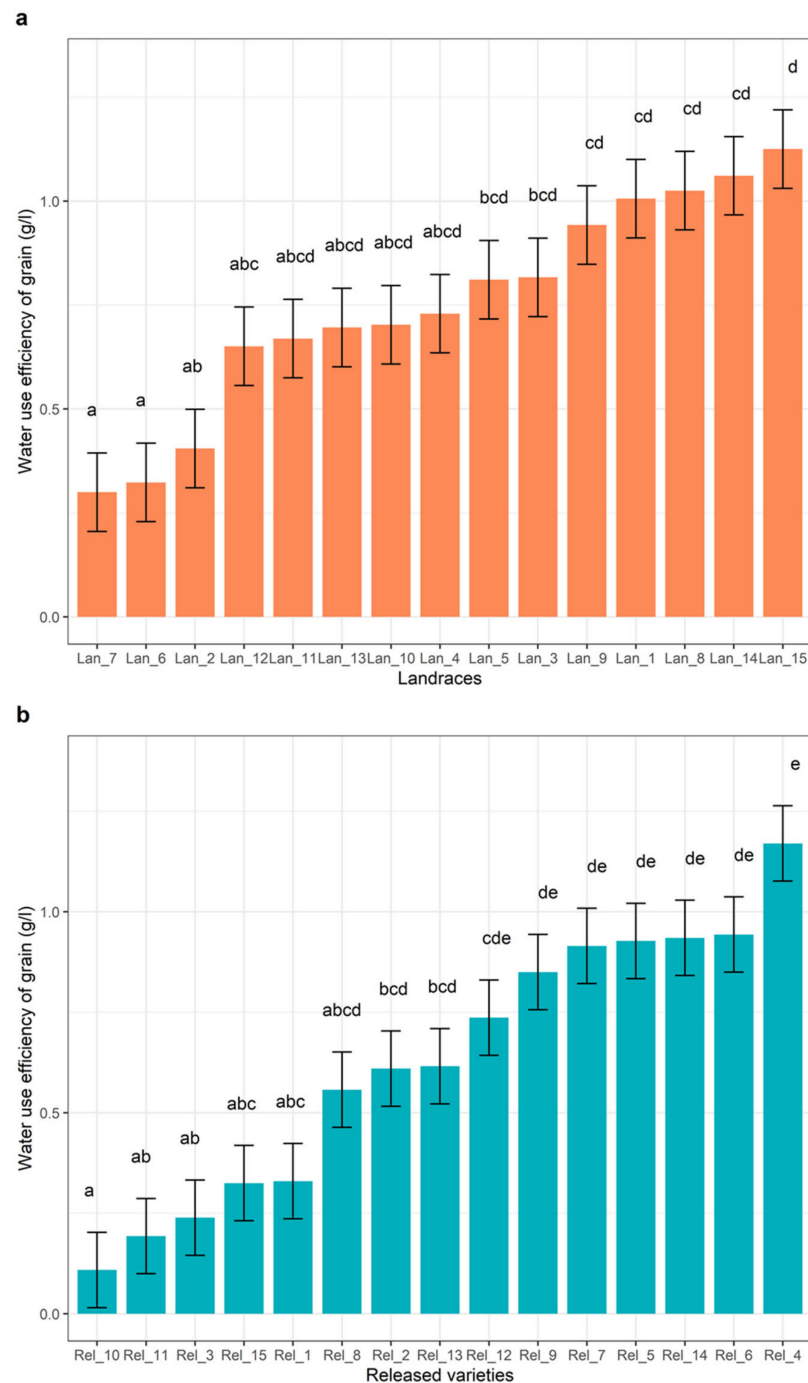 a
Water use efficiency of grain (g/l)
d
cd cd cd cd
bcd bcd
abc abcd abcd abcd abcd
ab
a a
1.0
0.5
0.0
Lan_7 Lan_6 Lan_2 Lan_12 Lan_11 Lan_13 Lan_10 Lan_4 Lan_5 Lan_3 Lan_9 Lan_1 Lan_8 Lan_14 Lan_15
Landraces
b
Water use efficiency of grain (g/l)
e
de de de de de
cde
abcd bcd bcd
abc abc
ab ab
a
1.0
0.5
0.0
Rel_10 Rel_11 Rel_3 Rel_15 Rel_1 Rel_8 Rel_2 Rel_13 Rel_12 Rel_9 Rel_7 Rel_5 Rel_14 Rel_6 Rel_4
Released varieties